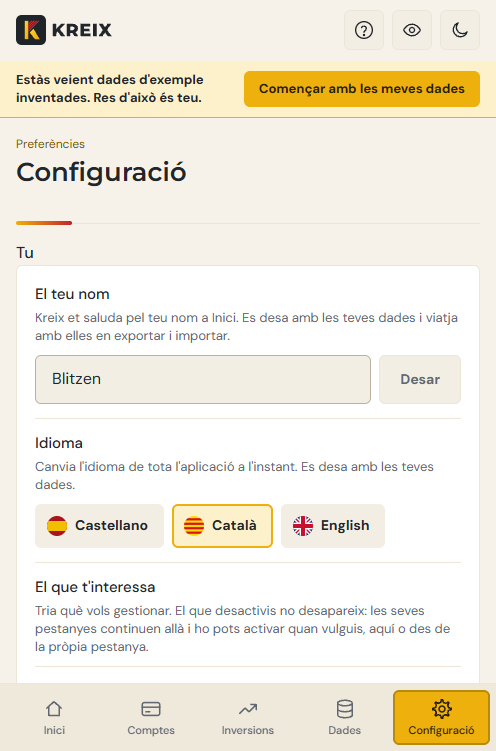 KREIX
Estàs veient dades d'exemple
inventades. Res d'això és teu.
Començar amb les meves dades
Preferències
Configuració
Tu
El teu nom
Kreix et saluda pel teu nom a Inici. Es desa amb les teves dades i viatja
amb elles en exportar i importar.
Blitzen
Desar
Idioma
Canvia l'idioma de tota l'aplicació a l'instant. Es desa amb les teves
dades.
Castellano
Català
English
El que t'interessa
Tria què vols gestionar. El que desactivis no desapareix: les seves
pestanyes continuen allà i ho pots activar quan vulguis, aquí o des de
la pròpia pestanya.
Inici
Comptes
Inversions
Dades
Configuració